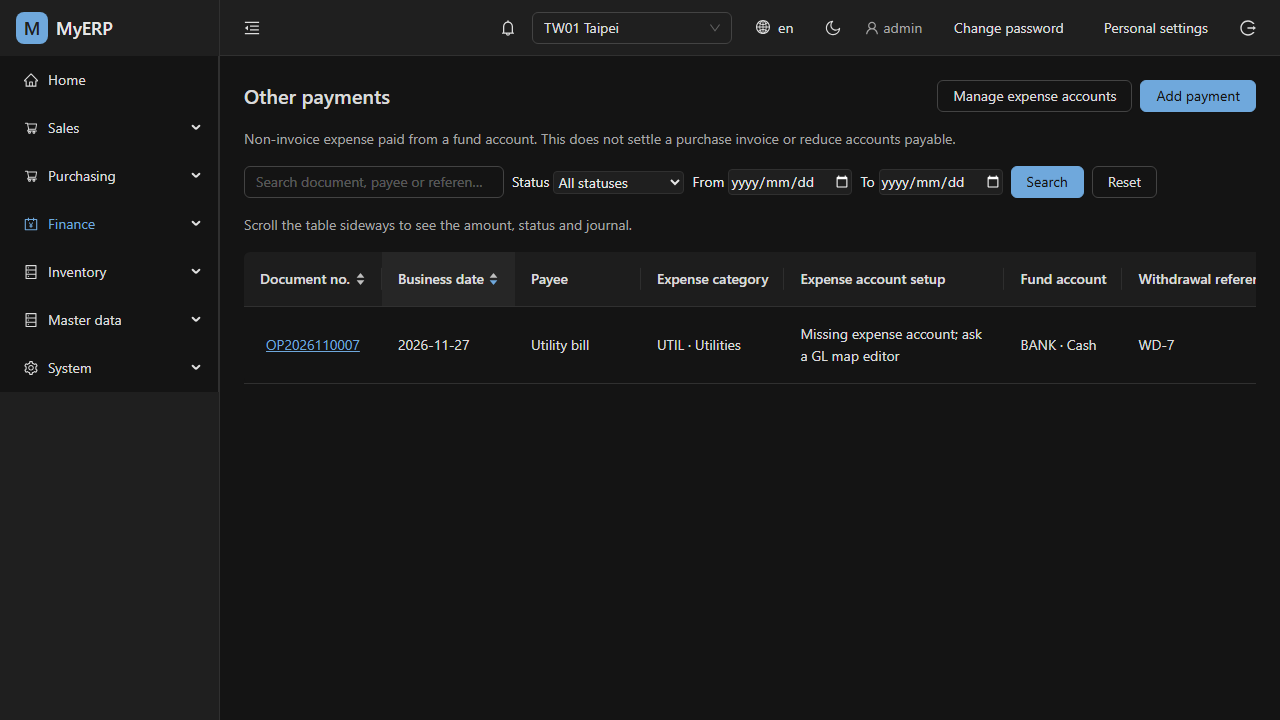 M MyERP
TW01 Taipei
en
admin
Change password
Personal settings
Home
Sales
Purchasing
Finance
Inventory
Master data
System
Other payments
Manage expense accounts
Add payment
Non-invoice expense paid from a fund account. This does not settle a purchase invoice or reduce accounts payable.
Search document, payee or referen...
Status All statuses From yyyy/mm/dd To yyyy/mm/dd Search Reset
Scroll the table sideways to see the amount, status and journal.
Document no. Business date Payee Expense category Expense account setup Fund account Withdrawal referer
OP2026110007 2026-11-27 Utility bill UTIL · Utilities Missing expense account; ask BANK · Cash WD-7
a GL map editor